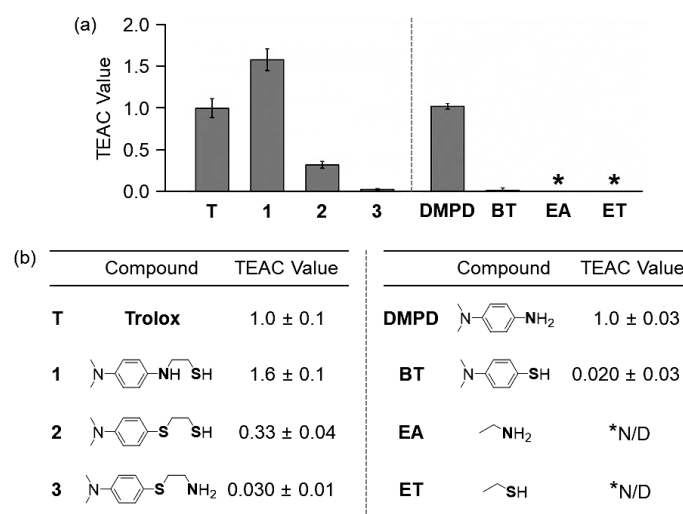 (a)
TEAC Value
2.0
1.5
1.0
0.5
0.0
T 1 2 3 DMPD BT EA ET
* *
(b)
Compound TEAC Value
T Trolox 1.0 ± 0.1
1 N NH SH 1.6 ± 0.1
2 N S SH 0.33 ± 0.04
3 N S NH₂ 0.030 ± 0.01
Compound TEAC Value
DMPD N NH₂ 1.0 ± 0.03
BT N SH 0.020 ± 0.03
EA NH₂ *N/D
ET SH *N/D